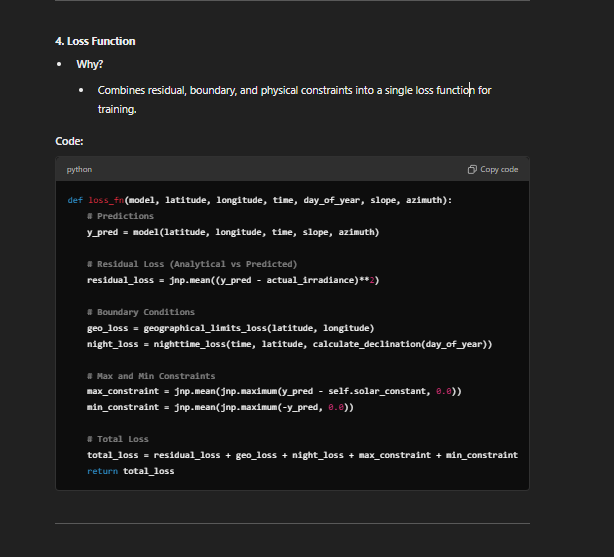 4. Loss Function
• Why?
• Combines residual, boundary, and physical constraints into a single loss function for
training.
Code:
python
Copy code
def loss_fn(model, latitude, longitude, time, day_of_year, slope, azimuth):
# Predictions
y_pred = model(latitude, longitude, time, slope, azimuth)
# Residual Loss (Analytical vs Predicted)
residual_loss = jnp.mean((y_pred - actual_irradiance)**2)
# Boundary Conditions
geo_loss = geographical_limits_loss(latitude, longitude)
night_loss = nighttime_loss(time, latitude, calculate_declination(day_of_year))
# Max and Min Constraints
max_constraint = jnp.mean(jnp.maximum(y_pred - self.solar_constant, 0.0))
min_constraint = jnp.mean(jnp.maximum(-y_pred, 0.0))
# Total Loss
total_loss = residual_loss + geo_loss + night_loss + max_constraint + min_constraint
return total_loss